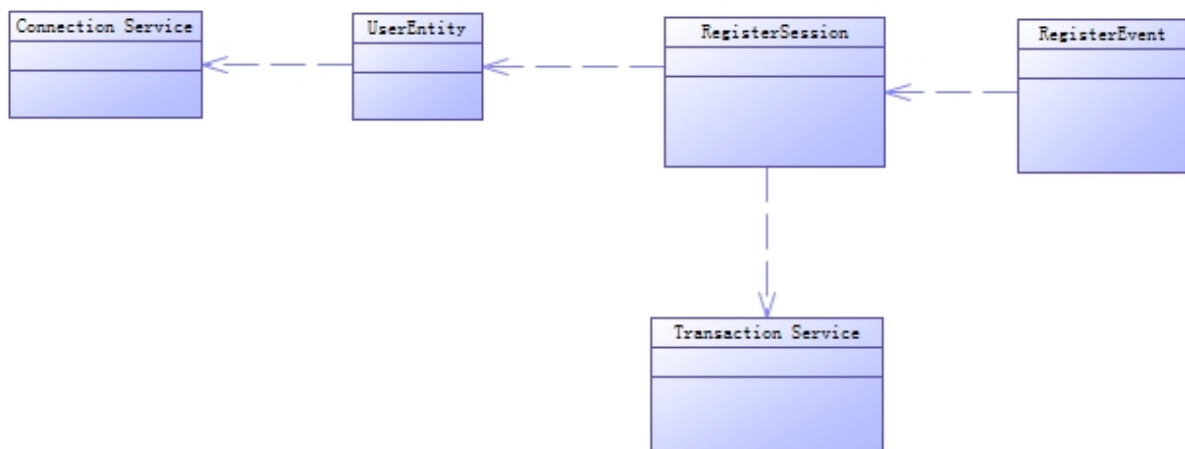 Connection Service
UserEntity
RegisterSession
RegisterEvent
Transaction Service